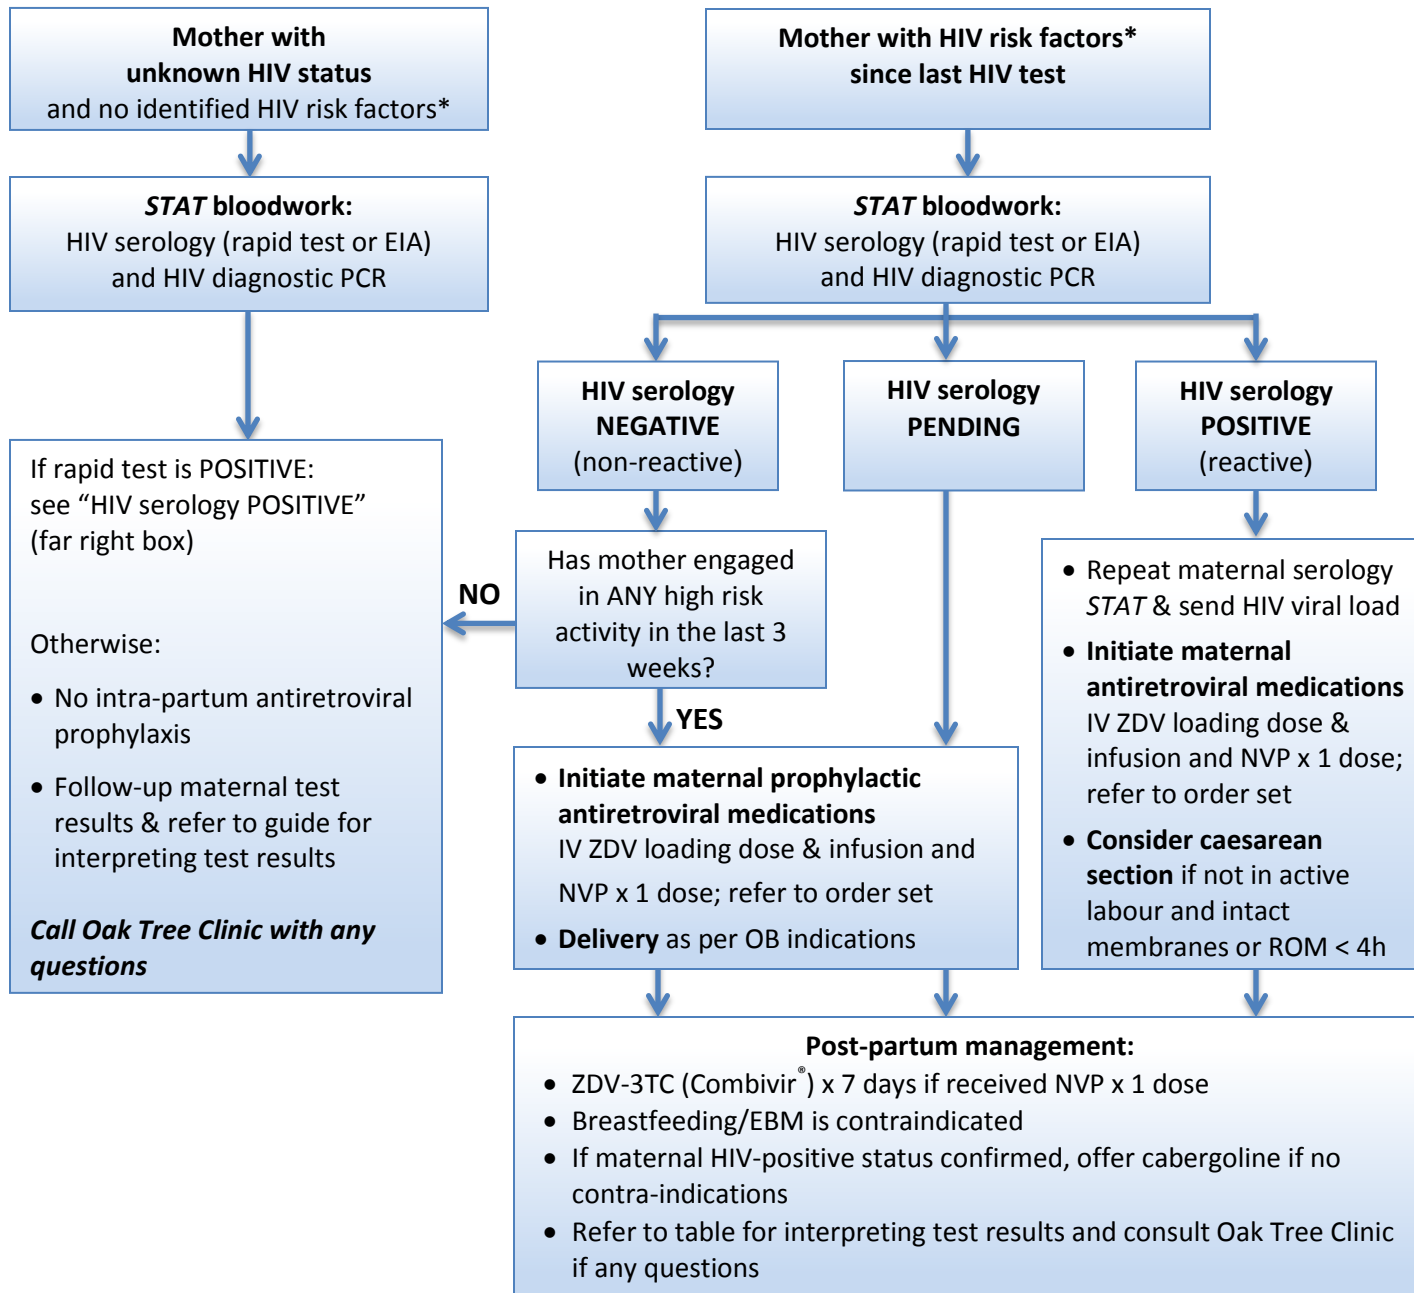 Mother with
unknown HIV status
and no identified HIV risk factors*
STAT bloodwork:
HIV serology (rapid test or EIA)
and HIV diagnostic PCR
If rapid test is POSITIVE:
see “HIV serology POSITIVE”
(far right box)
Otherwise:
• No intra-partum antiretroviral
prophylaxis
• Follow-up maternal test
results & refer to guide for
interpreting test results
Call Oak Tree Clinic with any
questions
Mother with HIV risk factors*
since last HIV test
STAT bloodwork:
HIV serology (rapid test or EIA)
and HIV diagnostic PCR
HIV serology
NEGATIVE
(non-reactive)
HIV serology
PENDING
HIV serology
POSITIVE
(reactive)
Has mother engaged
in ANY high risk
activity in the last 3
weeks?
NO
YES
• Initiate maternal prophylactic
antiretroviral medications
IV ZDV loading dose & infusion and
NVP x 1 dose; refer to order set
• Delivery as per OB indications
• Repeat maternal serology
STAT & send HIV viral load
• Initiate maternal
antiretroviral medications
IV ZDV loading dose &
infusion and NVP x 1 dose;
refer to order set
• Consider caesarean
section if not in active
labour and intact
membranes or ROM < 4h
Post-partum management:
• ZDV-3TC (Combivir®) x 7 days if received NVP x 1 dose
• Breastfeeding/EBM is contraindicated
• If maternal HIV-positive status confirmed, offer cabergoline if no
contra-indications
• Refer to table for interpreting test results and consult Oak Tree Clinic
if any questions